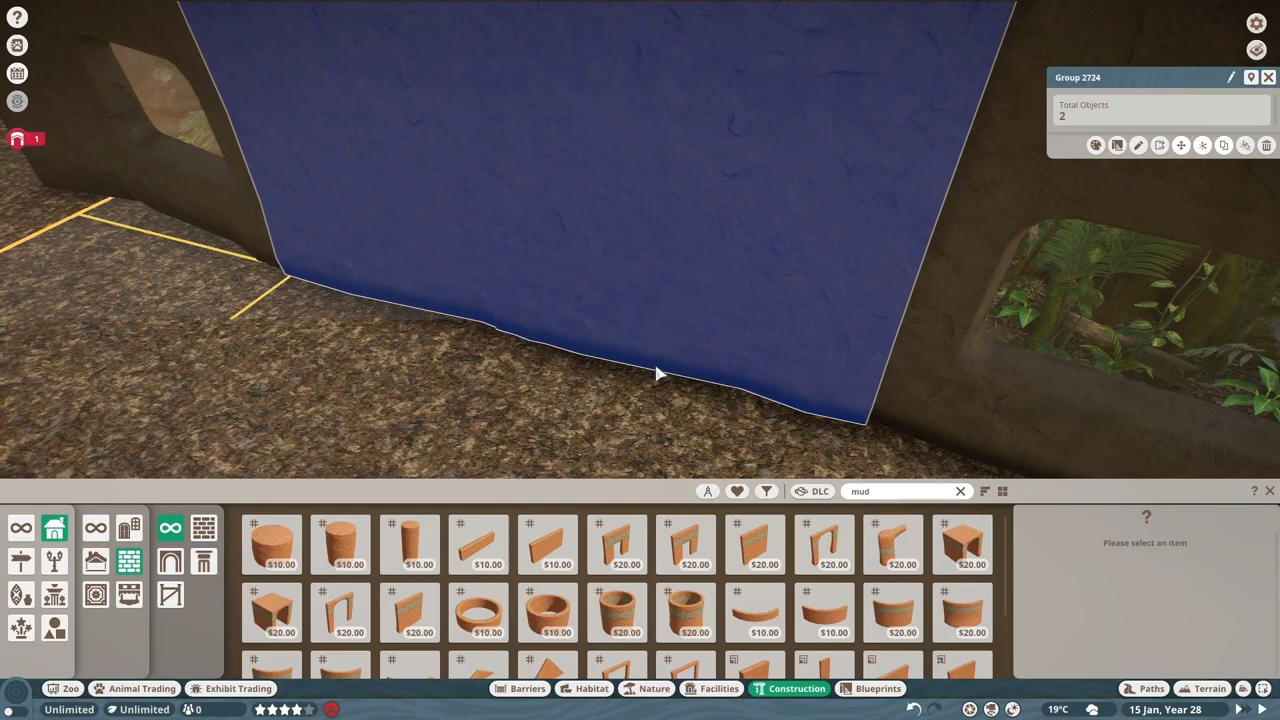 ?
1
Group 2724
Total Objects
2
DLC
mud
?
$10.00 $10.00 $10.00 $10.00 $10.00 $20.00 $20.00 $20.00 $20.00 $20.00 $20.00
$20.00 $20.00 $20.00 $10.00 $10.00 $20.00 $20.00 $10.00 $10.00 $20.00 $20.00
?
Please select an item
Zoo
Animal Trading
Exhibit Trading
Barriers
Habitat
Nature
Facilities
Construction
Blueprints
Paths
Terrain
Unlimited
Unlimited
0
19°C
15 Jan, Year 28